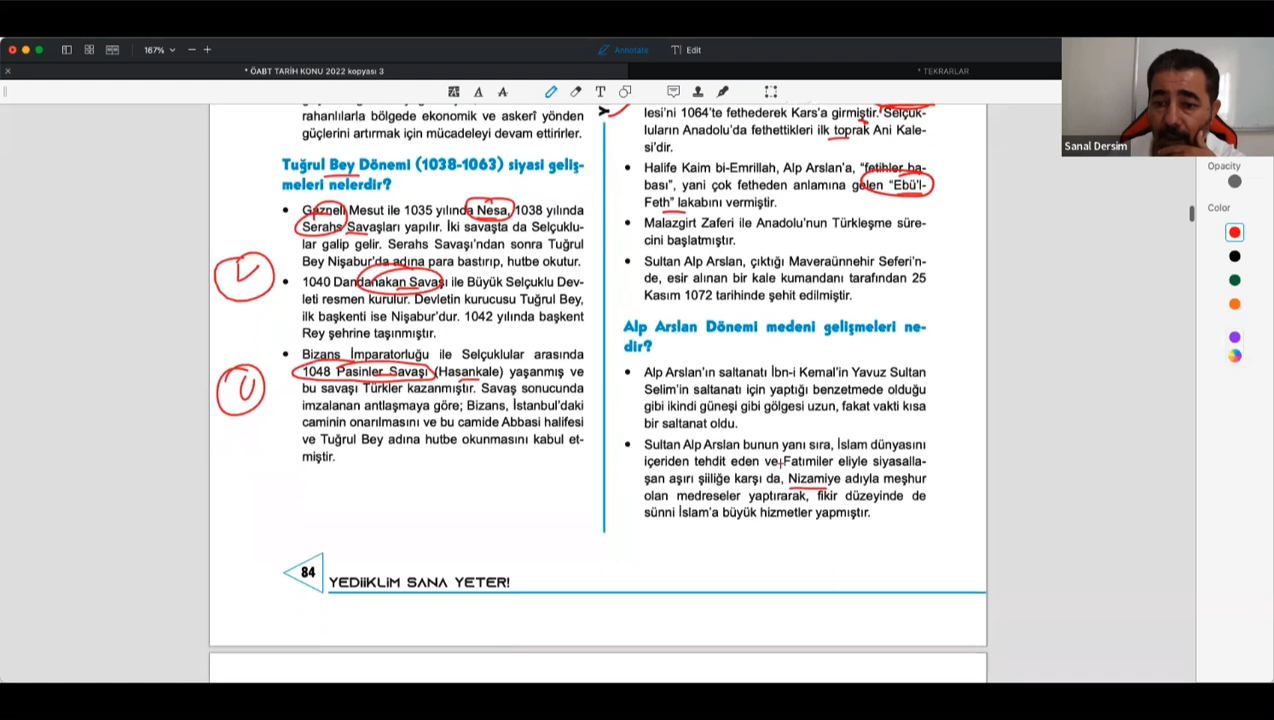 167%
Annotate
Edit
* ÖABT TARİH KONU 2022 kopyası 3
* TEKRARLAR
Sanal Dersim
Opacity
Color
rahanlılarla bölgede ekonomik ve askerî yönden
güçlerini artırmak için mücadeleyi devam ettirirler.
Tuğrul Bey Dönemi (1038-1063) siyasi geliş-
meleri nelerdir?
• Gazneli Mesut ile 1035 yılında Nesa, 1038 yılında
Serahs Savaşları yapılır. İki savaşta da Selçuklu-
lar galip gelir. Serahs Savaşı'ndan sonra Tuğrul
Bey Nişabur'da adına para bastırıp, hutbe okutur.
• 1040 Dandanakan Savaşı ile Büyük Selçuklu Dev-
leti resmen kurulur. Devletin kurucusu Tuğrul Bey,
ilk başkenti ise Nişabur'dur. 1042 yılında başkent
Rey şehrine taşınmıştır.
• Bizans İmparatorluğu ile Selçuklular arasında
1048 Pasinler Savaşı (Hasankale) yaşanmış ve
bu savaşı Türkler kazanmıştır. Savaş sonucunda
imzalanan antlaşmaya göre; Bizans, İstanbul'daki
caminin onarılmasını ve bu camide Abbasi halifesi
ve Tuğrul Bey adına hutbe okunmasını kabul et-
miştir.
lesi'ni 1064'te fethederek Kars'a girmiştir. Selçuk-
luların Anadolu'da fethettikleri ilk toprak Ani Kale-
si'dir.
• Halife Kaim bi-Emrillah, Alp Arslan'a, "fetihler ba-
bası", yani çok fetheden anlamına gelen "Ebü'l-
Feth" lakabını vermiştir.
• Malazgirt Zaferi ile Anadolu'nun Türkleşme süre-
cini başlatmıştır.
• Sultan Alp Arslan, çıktığı Maveraünnehir Seferi'n-
de, esir alınan bir kale kumandanı tarafından 25
Kasım 1072 tarihinde şehit edilmiştir.
Alp Arslan Dönemi medeni gelişmeleri ne-
dir?
• Alp Arslan'ın saltanatı İbn-i Kemal'in Yavuz Sultan
Selim'in saltanatı için yaptığı benzetmede olduğu
gibi ikindi güneşi gibi gölgesi uzun, fakat vakti kısa
bir saltanat oldu.
• Sultan Alp Arslan bunun yanı sıra, İslam dünyasını
içeriden tehdit eden ve Fatımiler eliyle siyasalla-
şan aşırı şiiliğe karşı da, Nizamiye adıyla meşhur
olan medreseler yaptırarak, fikir düzeyinde de
sünni İslam'a büyük hizmetler yapmıştır.
84
YEDİİKLİM SANA YETER!